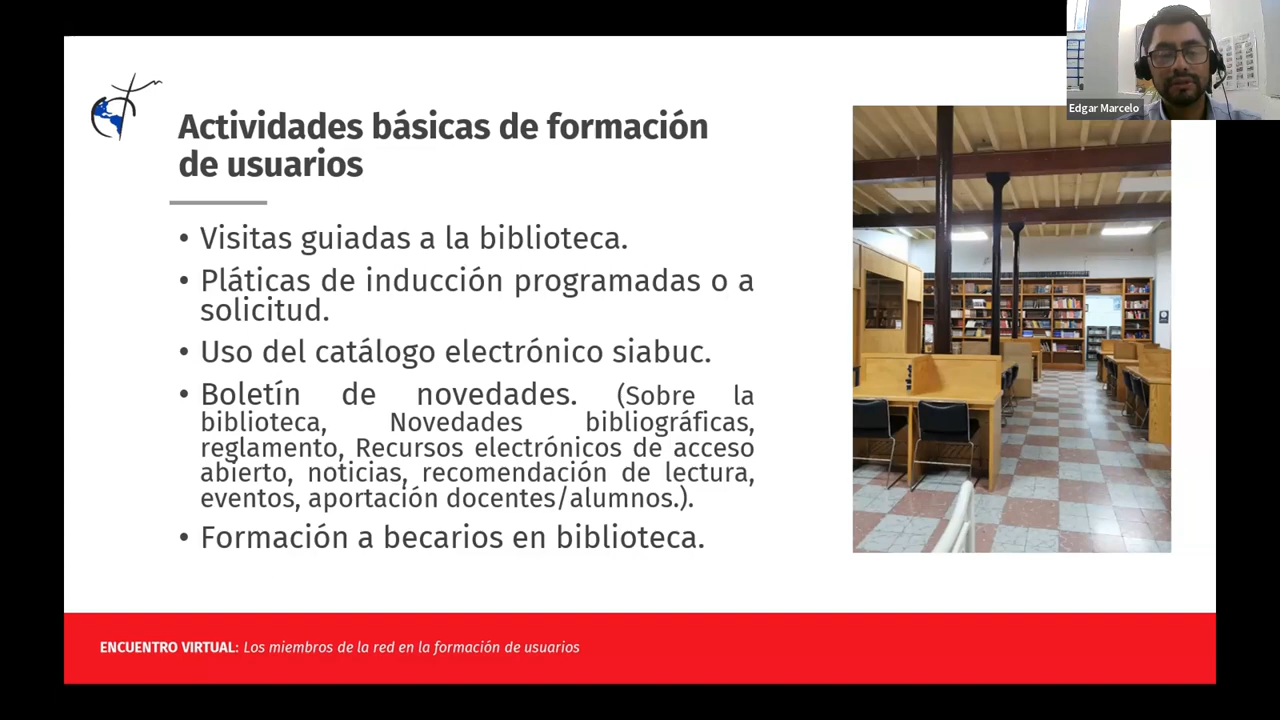 Edgar Marcelo
Actividades básicas de formación
de usuarios
• Visitas guiadas a la biblioteca.
• Pláticas de inducción programadas o a
solicitud.
• Uso del catálogo electrónico siabuc.
• Boletín de novedades. (Sobre la
biblioteca, Novedades bibliográficas,
reglamento, Recursos electrónicos de acceso
abierto, noticias, recomendación de lectura,
eventos, aportación docentes/alumnos.).
• Formación a becarios en biblioteca.
ENCUENTRO VIRTUAL: Los miembros de la red en la formación de usuarios